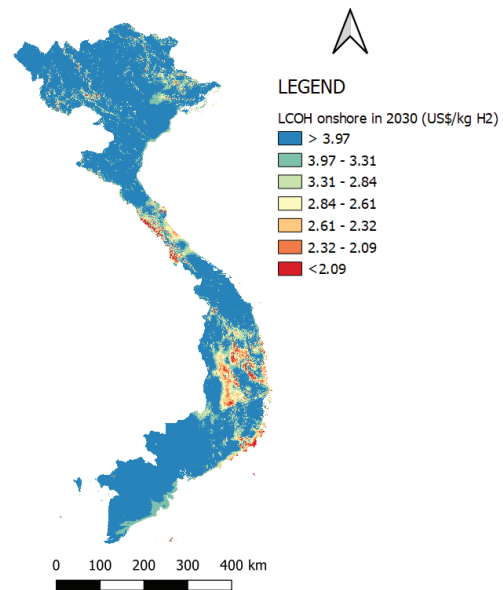 LEGEND
LCOH onshore in 2030 (US$/kg H2)
> 3.97
3.97 - 3.31
3.31 - 2.84
2.84 - 2.61
2.61 - 2.32
2.32 - 2.09
<2.09
0 100 200 300 400 km